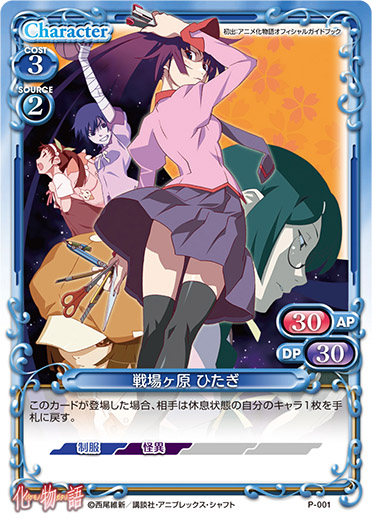 Character
初出:アニメ化物語オフィシャルガイドブック
COST
3
SOURCE
2
30 AP
DP 30
戦場ヶ原 ひたぎ
このカードが登場した場合、相手は休息状態の自分のキャラ1枚を手
札に戻す。
制服 怪異
化物語
©西尾維新／講談社・アニプレックス・シャフト
P-001